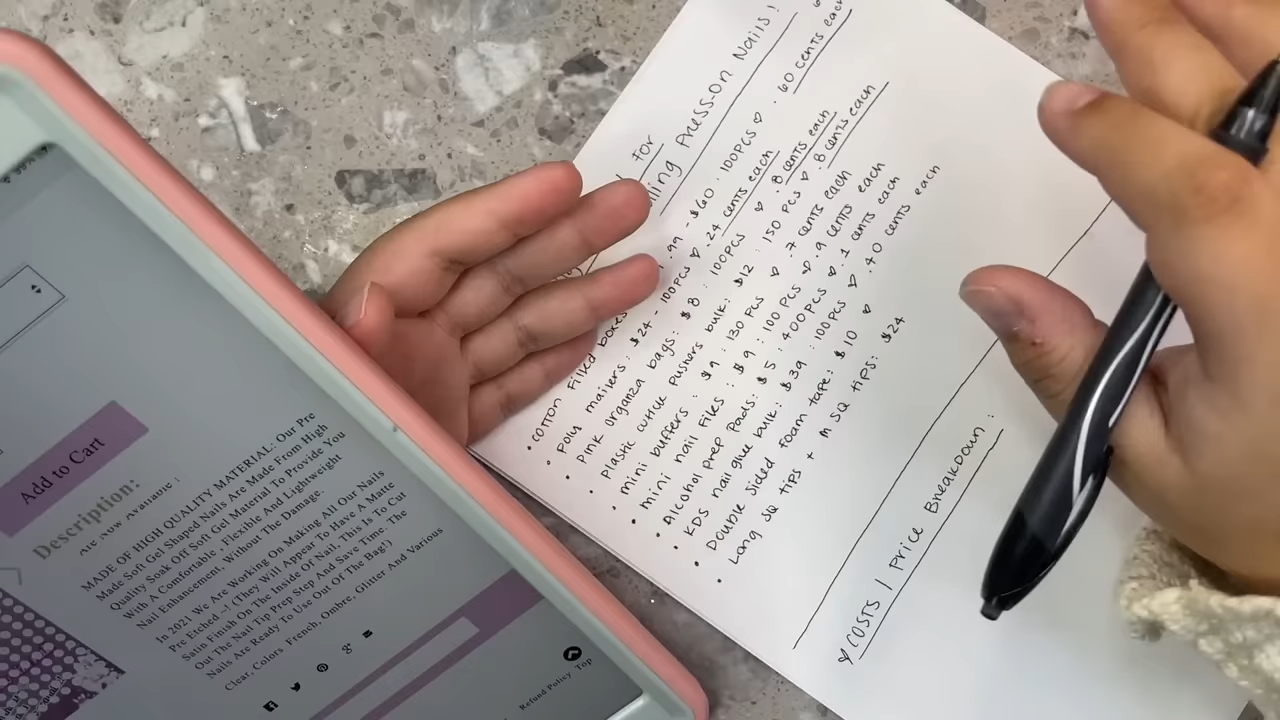 Add to Cart
Description:
Are Now Available :
MADE OF HIGH QUALITY MATERIAL: Our Pre
Made Soft Gel Shaped Nails Are Made From High
Quality Soak Off Soft Gel Material To Provide You
With A Comfortable , Flexible And Lightweight
Nail Enhancement, Without The Damage.
In 2021 We Are Working On Making All Our Nails
Pre Etched ~! (They Will Appear To Have A Matte
Satin Finish On The Inside Of Nail, This Is To Cut
Out The Nail Tip Prep Step And Save Time. The
Nails Are Ready To Use Out Of The Bag!)
Clear, Colors French, Ombre, Glitter And Various
Refund Policy Top
For
Press-on Nails!
• Cotton Filled boxes .99 - $60 : 100pcs ♡ . 60 cents each
• Poly mailers: $24 - 100pcs ♡ .24 cents each
• Pink organza bags: $8 : 100pcs ♡ .8 cents each
• Plastic cuticle pushers bulk: $12 : 150 pcs ♡ 8 cents each
• mini buffers : $9 : 130 pcs ♡ .7 cents each
• mini nail files : $9 : 100 pcs ♡ .9 cents each
• Alcohol prep pads: $5 : 400pcs ♡ .1 cents each
• KDS nail glue bulk: $39 : 100pcs ♡ .40 cents each
• Double sided foam tape: $10 ♡
• Long SQ tips + M SQ tips: $24
♡ Costs / Price Breakdown :